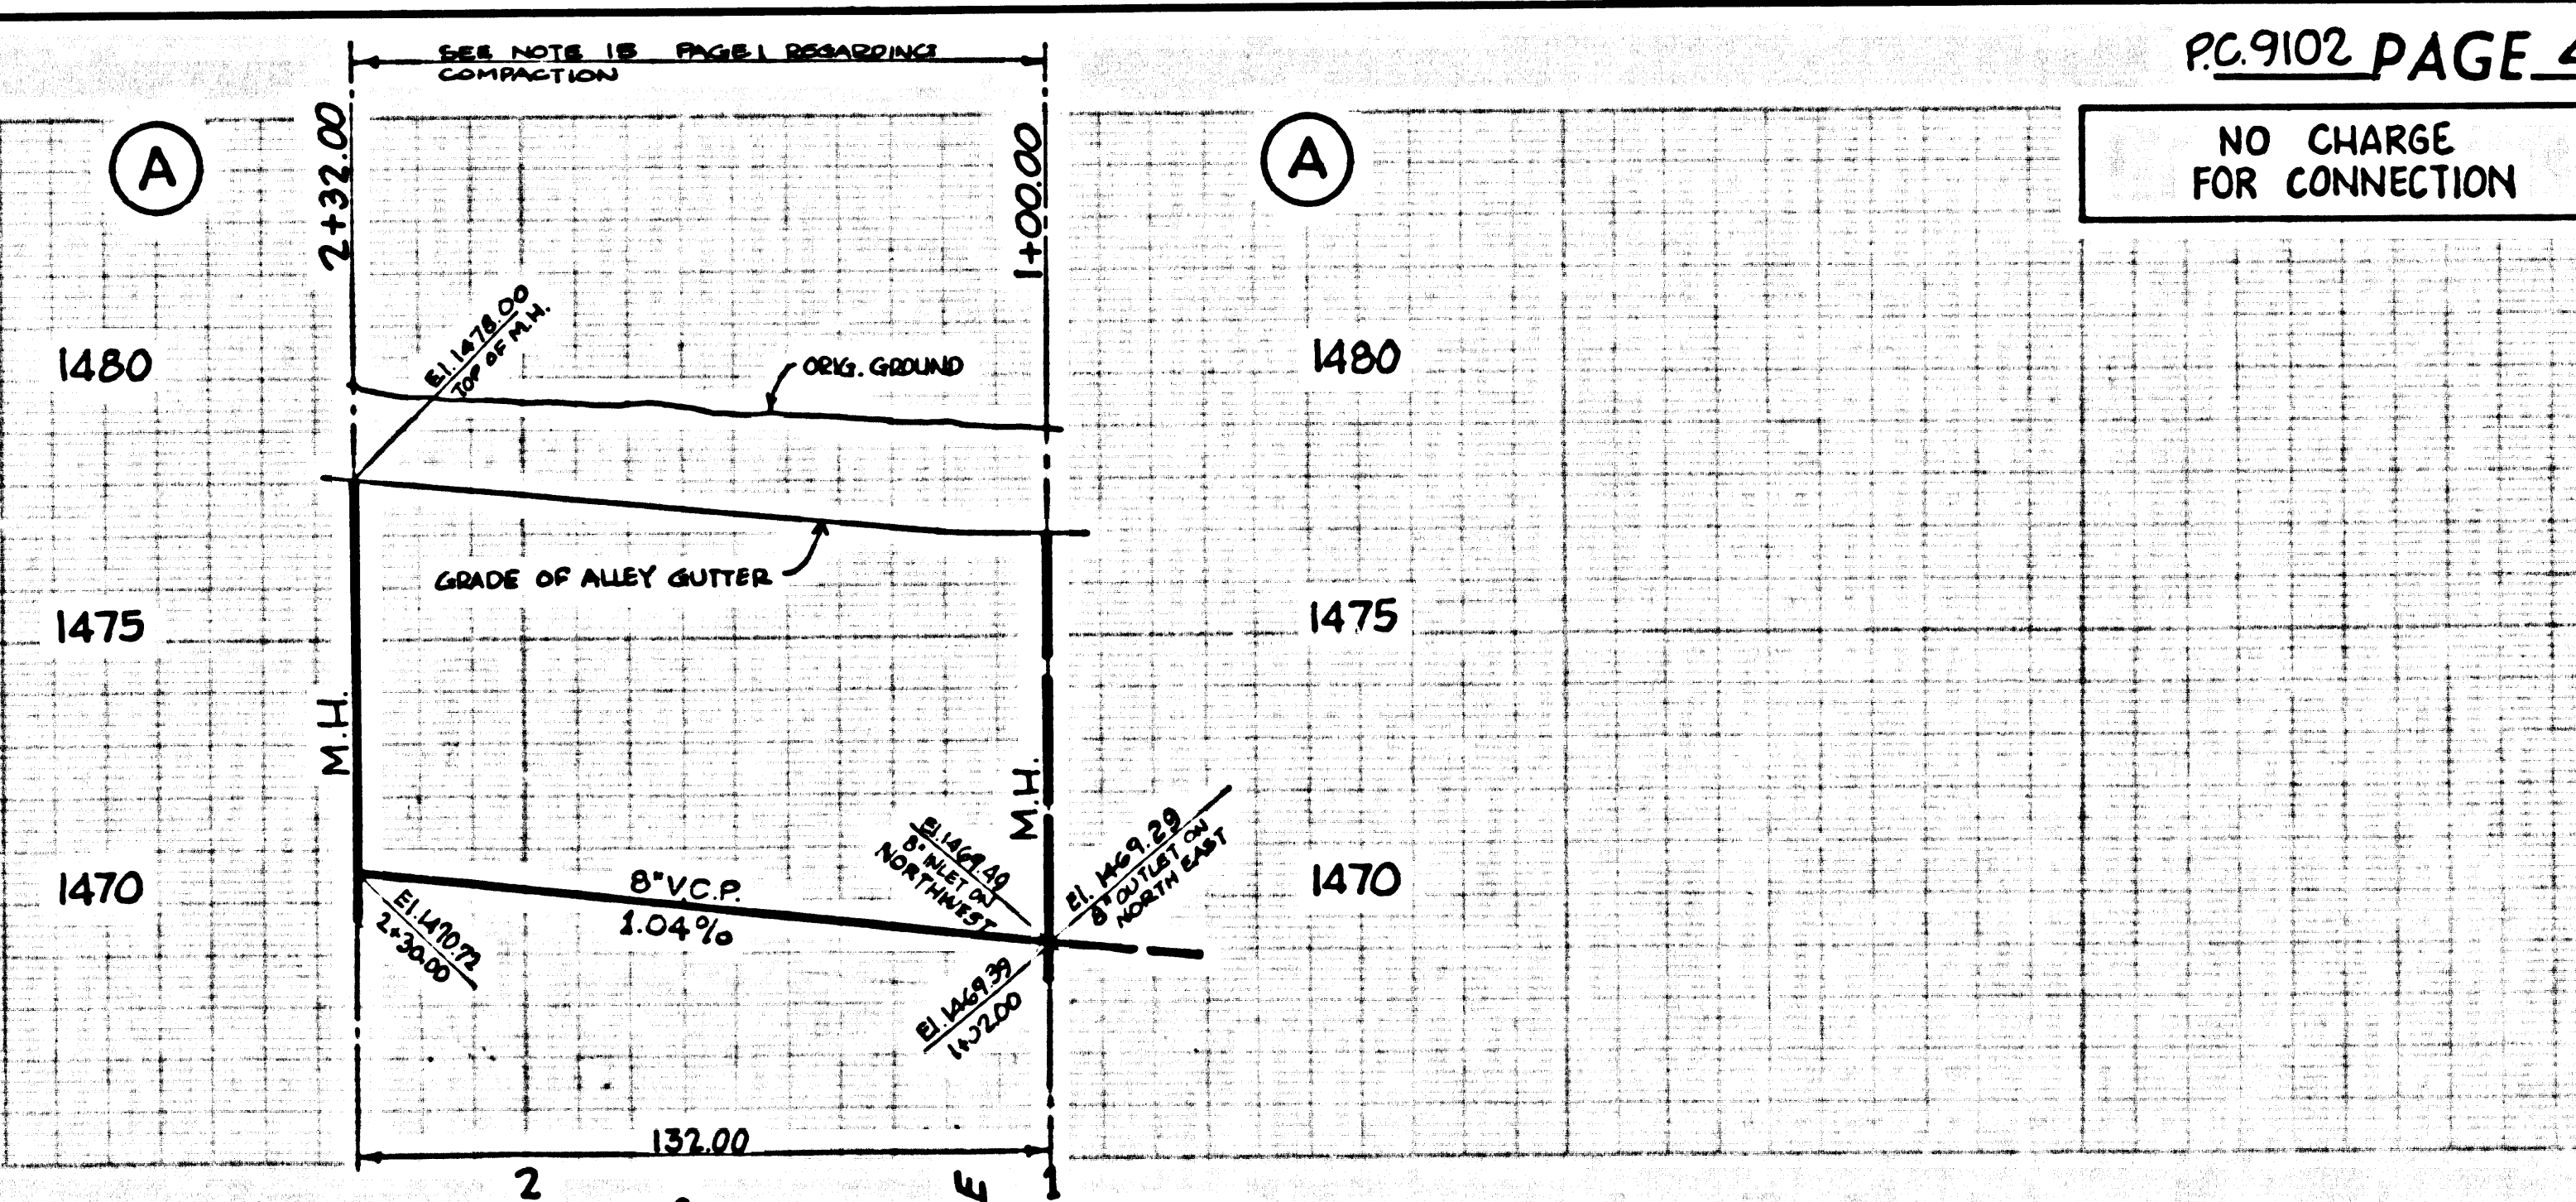 SEE NOTE 18 PAGE 1 REGARDING
COMPACTION
P.C. 9102 PAGE 4
NO CHARGE
FOR CONNECTION
A
A
2+32.00
1+00.00
El. 1478.00
TOP OF M.H.
ORIG. GROUND
1480
1480
GRADE OF ALLEY GUTTER
1475
1475
M.H.
M.H.
El. 1469.49
8" INLET ON
NORTHWEST
El. 1469.29
8" OUTLET ON
NORTH EAST
1470
1470
8" V.C.P.
1.04%
El. 1470.72
2+30.00
El. 1469.39
1+02.00
132.00
2
1